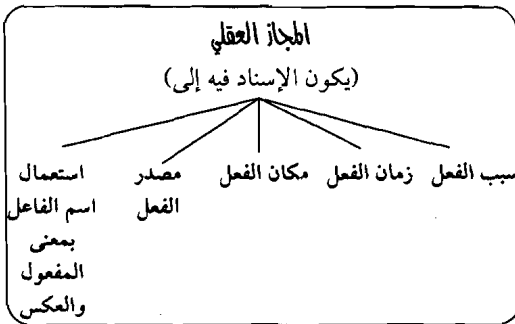 المجاز العقلي
(يكون الإسناد فيه إلى)
سبب الفعل زمان الفعل مكان الفعل مصدر استعمال
الفعل اسم الفاعل
بمعنى
المفعول
والعكس